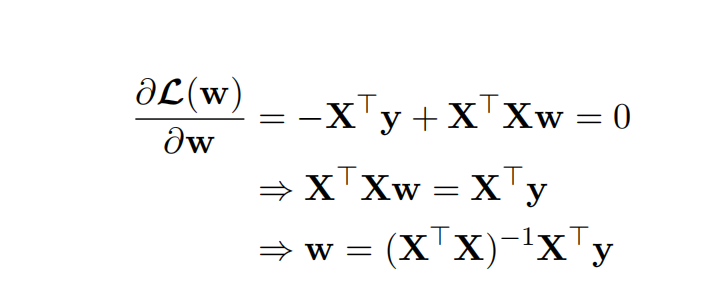 ∂𝓛(𝐰)/∂𝐰 = −𝐗^⊤𝐲 + 𝐗^⊤𝐗𝐰 = 0
⇒ 𝐗^⊤𝐗𝐰 = 𝐗^⊤𝐲
⇒ 𝐰 = (𝐗^⊤𝐗)^−1𝐗^⊤𝐲